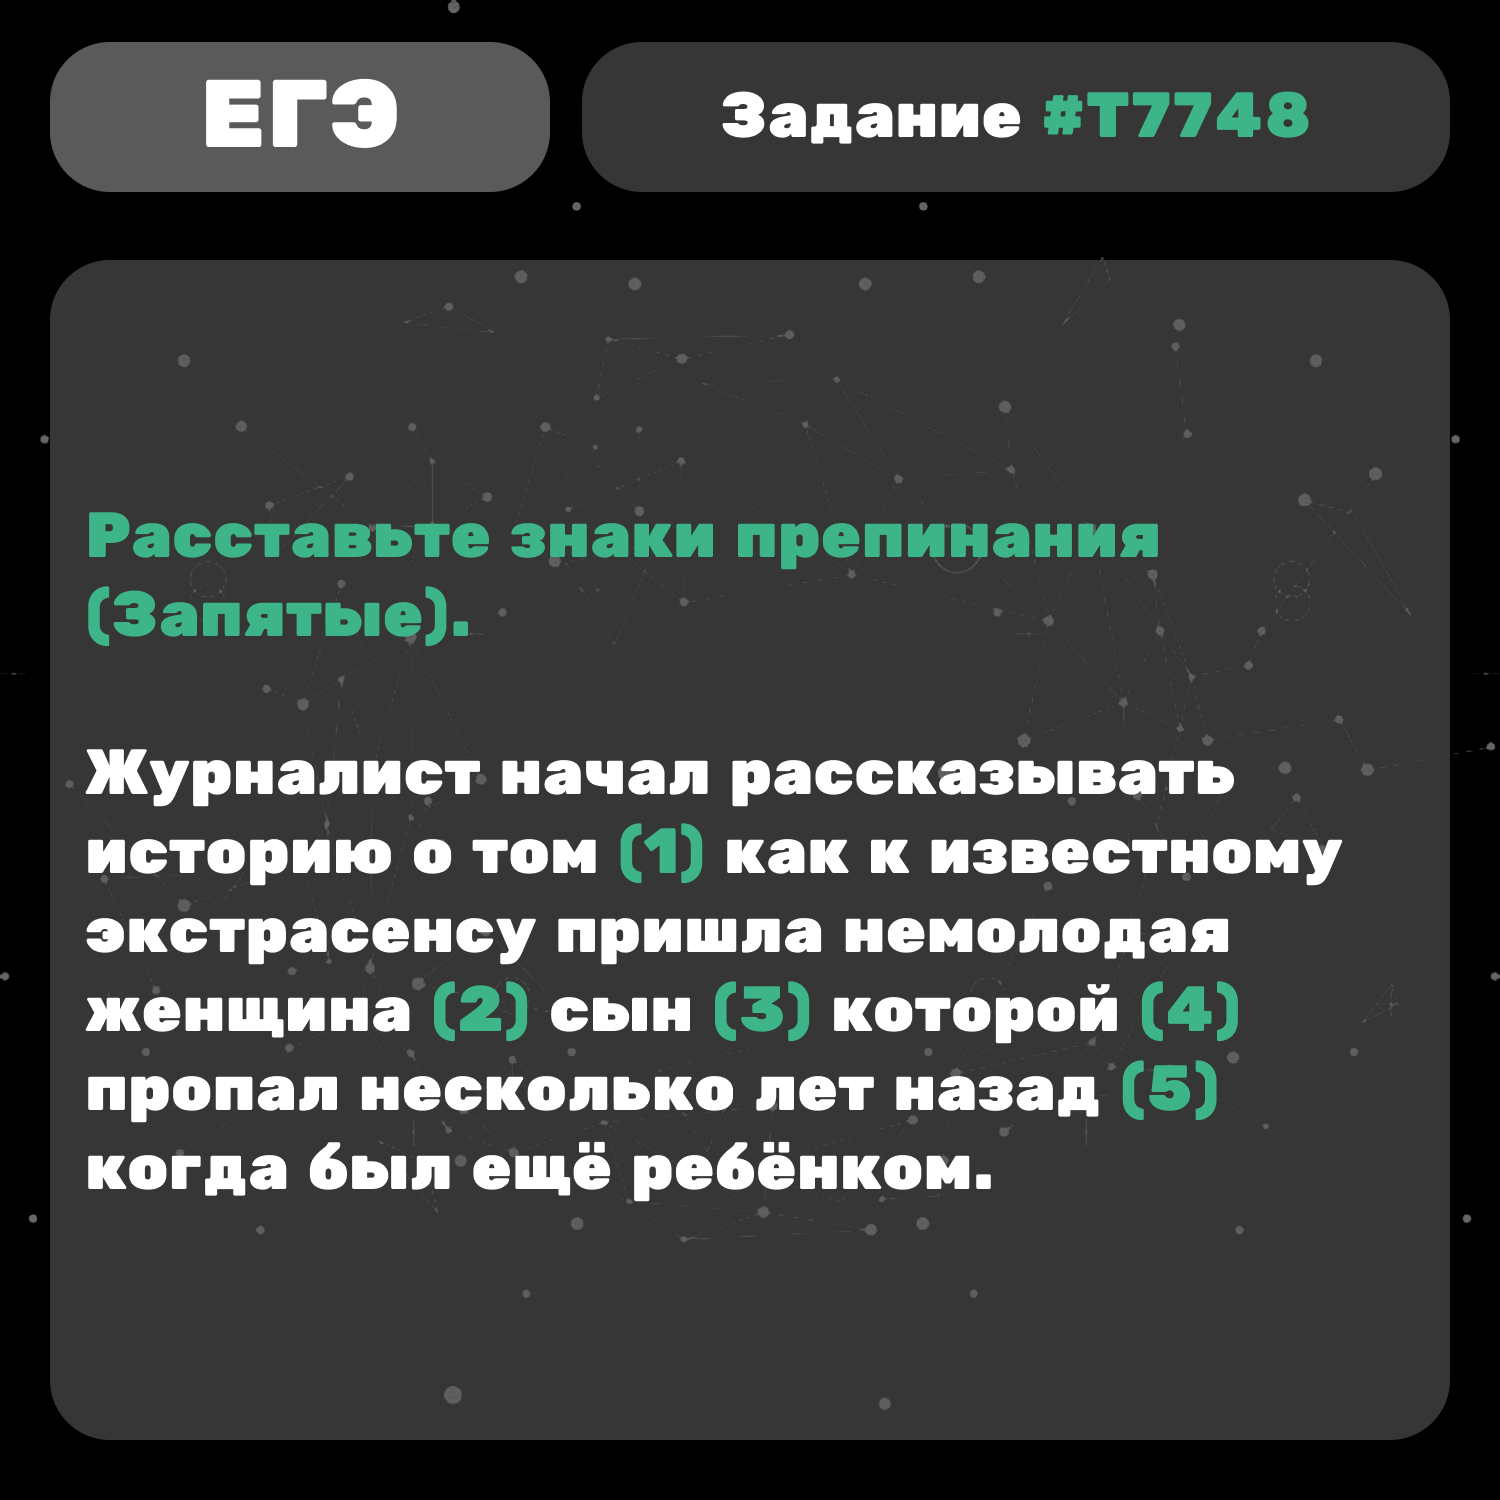 ЕГЭ
Задание #T7748
Расставьте знаки препинания
(Запятые).
Журналист начал рассказывать
историю о том (1) как к известному
экстрасенсу пришла немолодая
женщина (2) сын (3) которой (4)
пропал несколько лет назад (5)
когда был ещё ребёнком.